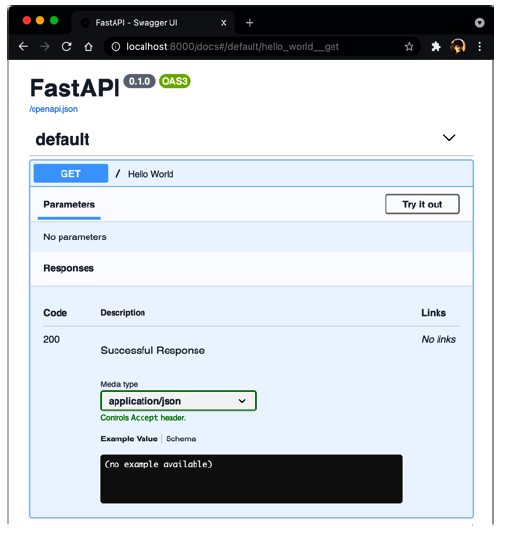 FastAPI - Swagger UI
localhost:8000/docs#/default/hello_world__get
FastAPI 0.1.0 OAS3
/openapi.json
default
GET / Hello World
Parameters Try it out
No parameters
Responses
Code Description Links
200 Successful Response No links
Media type
application/json
Controls Accept header.
Example Value | Schema
(no example available)